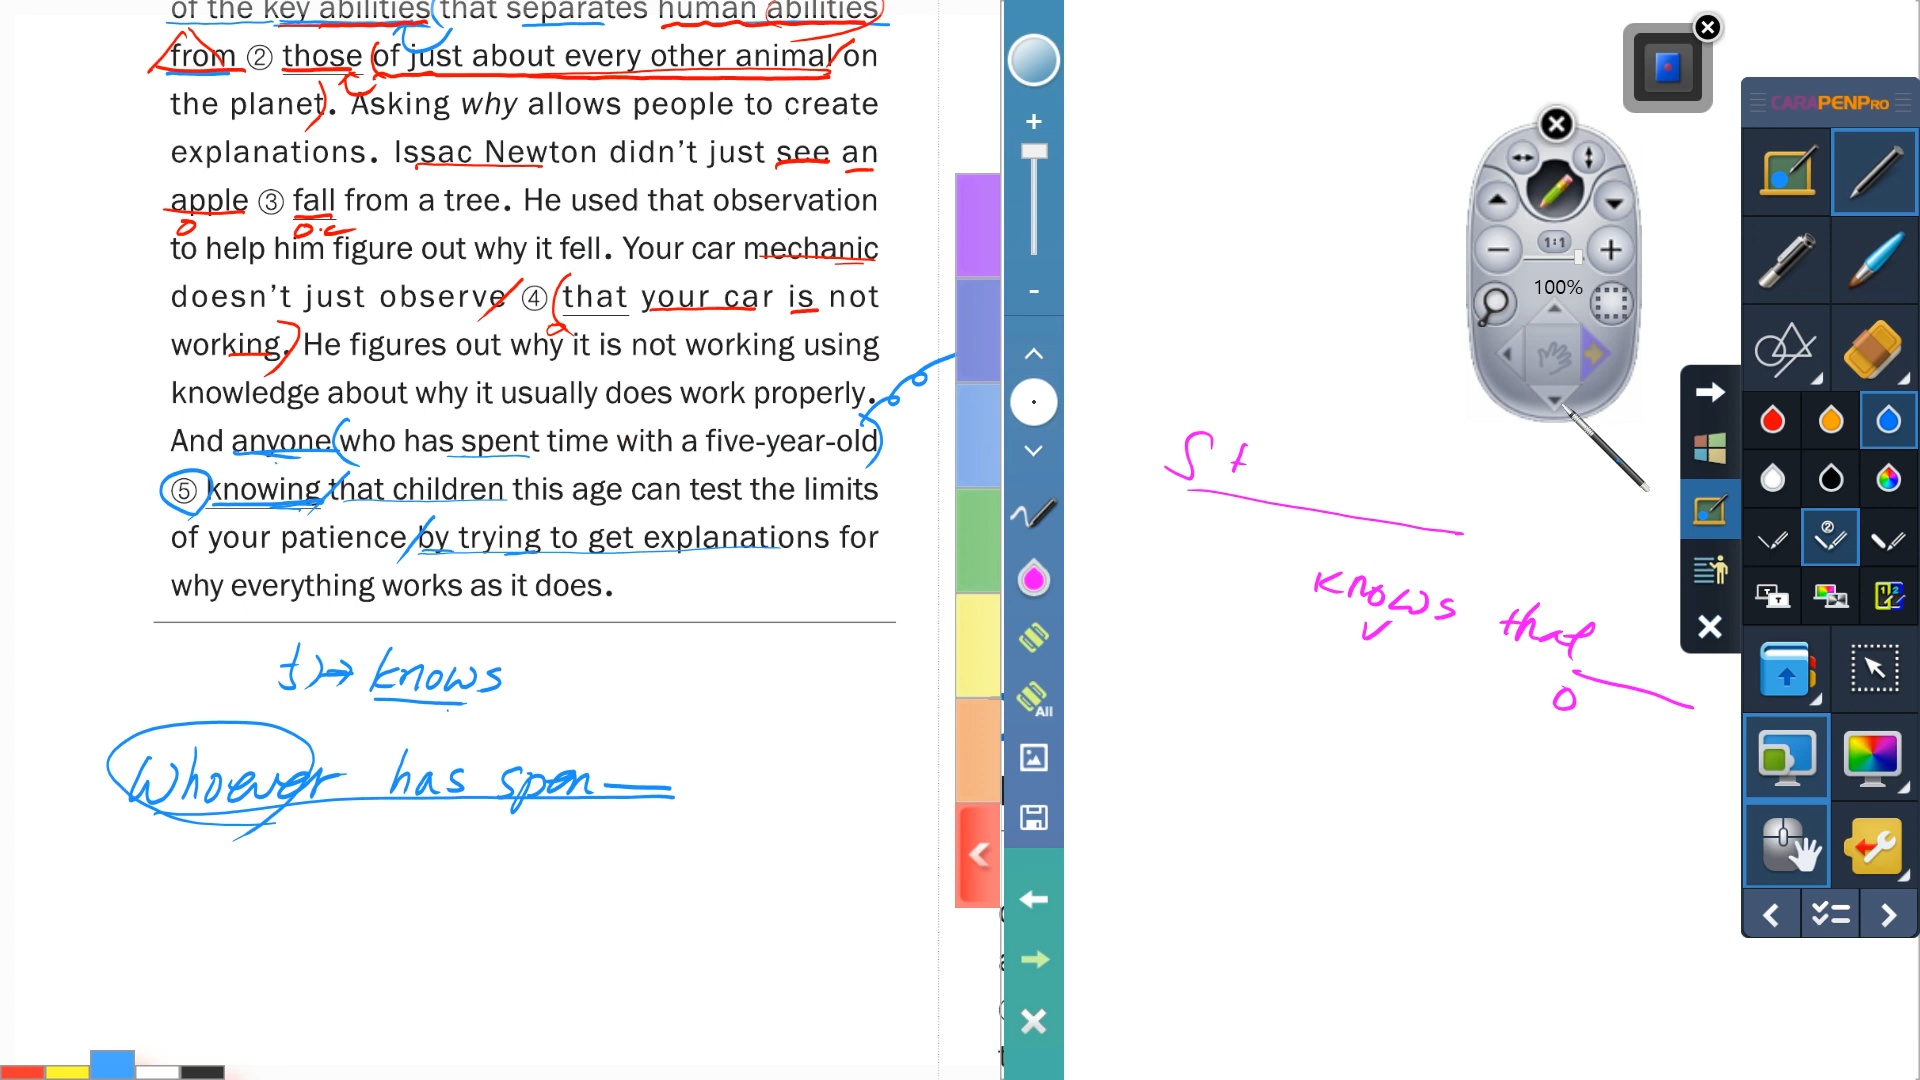 of the key abilities that separates human abilities
from ② those of just about every other animal on
the planet. Asking why allows people to create
explanations. Issac Newton didn't just see an
apple ③ fall from a tree. He used that observation
O O.C
to help him figure out why it fell. Your car mechanic
doesn't just observe ④ that your car is not
working. He figures out why it is not working using
knowledge about why it usually does work properly.
And anyone who has spent time with a five-year-old
⑤ knowing that children this age can test the limits
of your patience by trying to get explanations for
why everything works as it does.
→ knows
Whoever has spen
+
-
All
S +
knows that
V
O
1:1
100%
CARAPENPRO
②